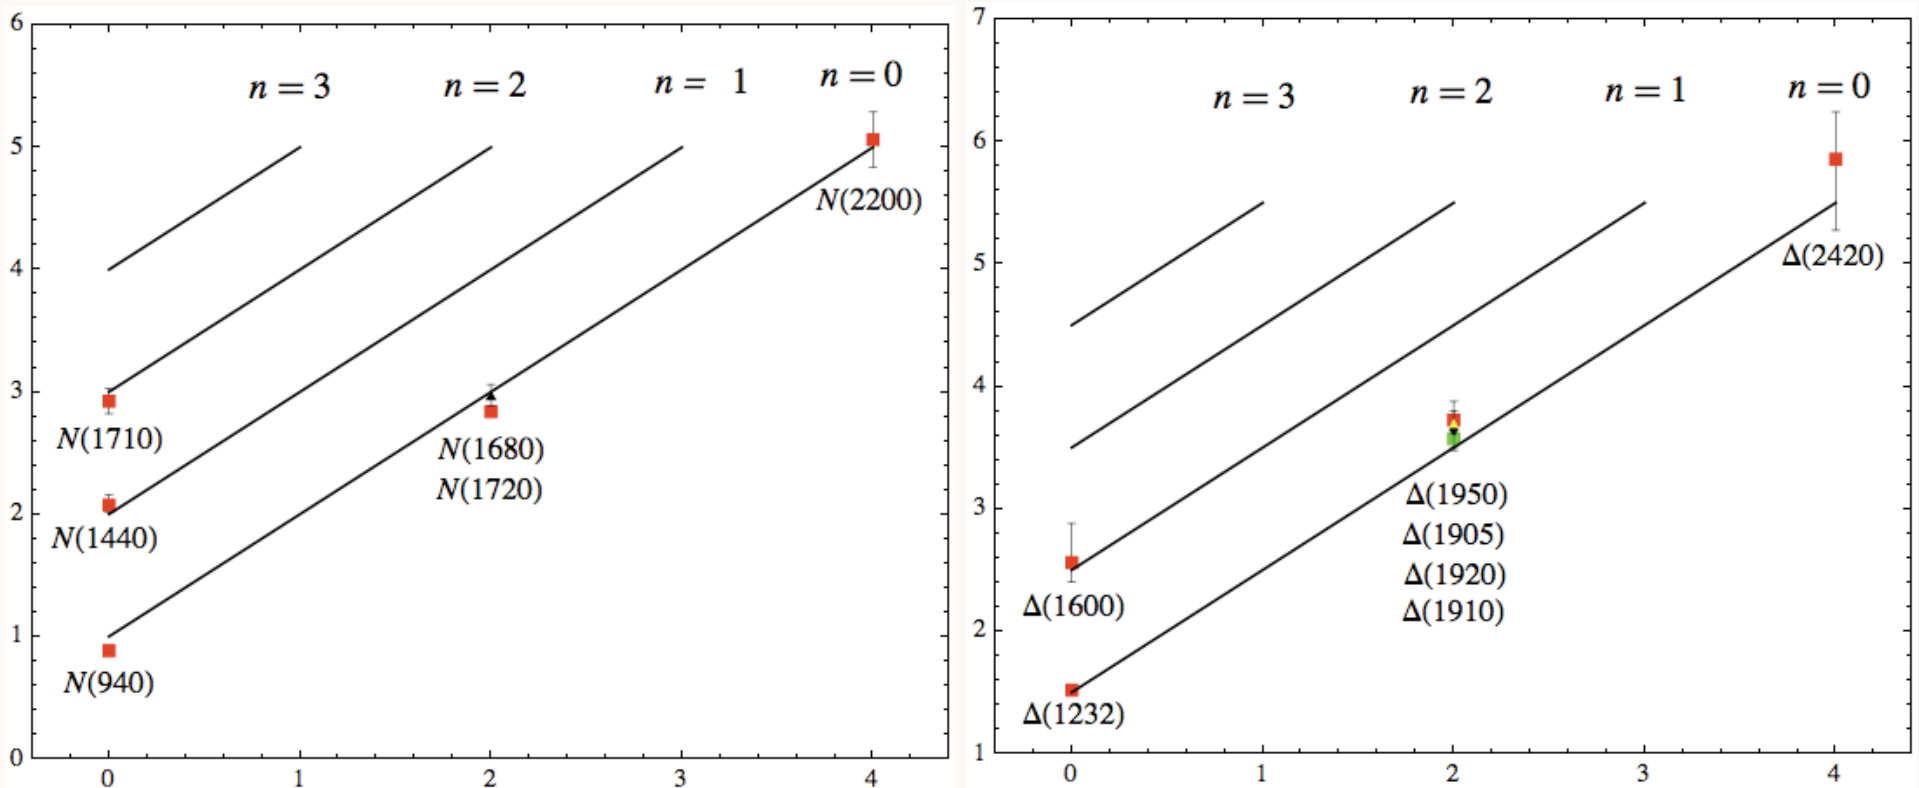 6
5
4
3
2
1
0
0 1 2 3 4
n = 3
n = 2
n = 1
n = 0
N(2200)
N(1710)
N(1680)
N(1720)
N(1440)
N(940)
7
6
5
4
3
2
1
0 1 2 3 4
n = 3
n = 2
n = 1
n = 0
Δ(2420)
Δ(1950)
Δ(1905)
Δ(1920)
Δ(1910)
Δ(1600)
Δ(1232)